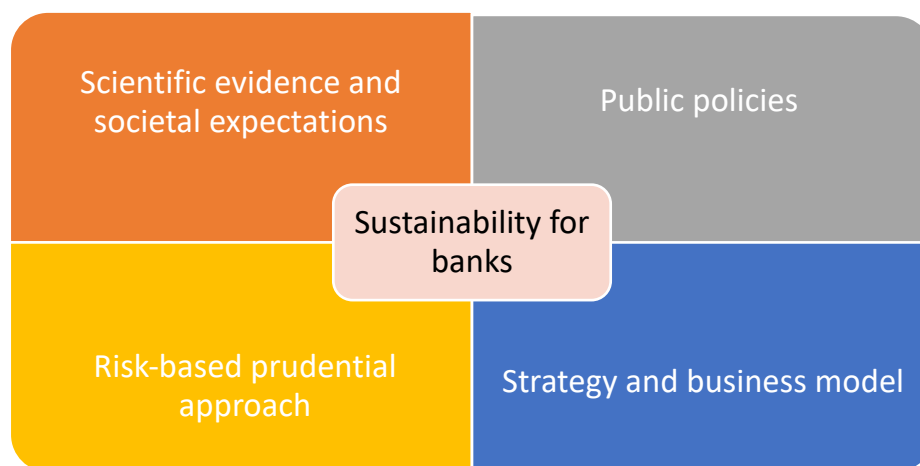 Scientific evidence and
societal expectations
Public policies
Sustainability for
banks
Risk-based prudential
approach
Strategy and business model